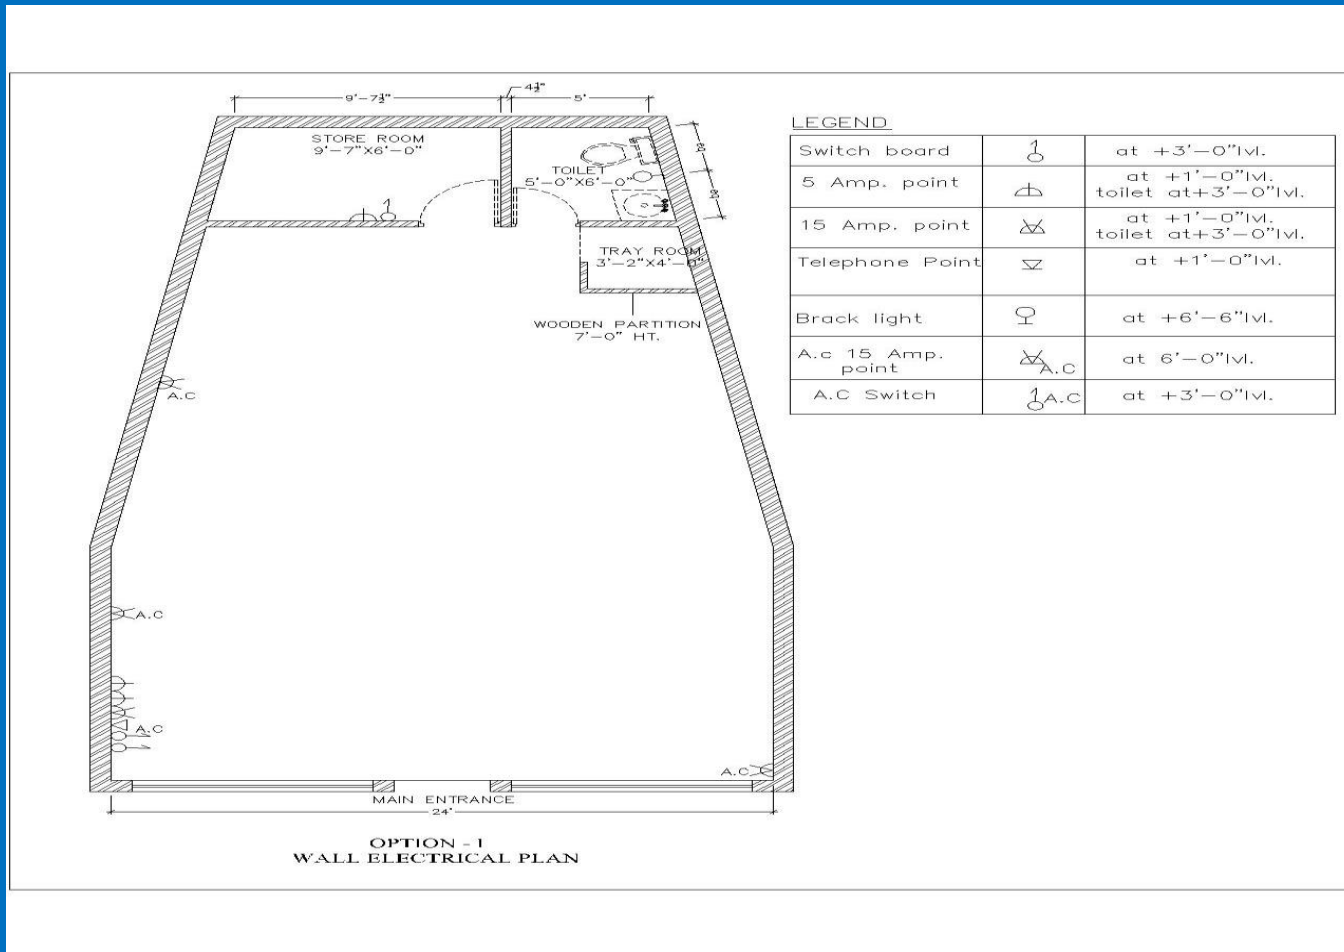 9'-7½"
4½"
5'
STORE ROOM
9'-7"X6'-0"
TOILET
5'-0"X6'-0"
TRAY ROOM
3'-2"X4'-0"
WOODEN PARTITION
7'-0" HT.
A.C
A.C
A.C
A.C
MAIN ENTRANCE
24'
OPTION - 1
WALL ELECTRICAL PLAN
LEGEND
Switch board at +3'-0"lvl.
5 Amp. point at +1'-0"lvl.
toilet at+3'-0"lvl.
15 Amp. point at +1'-0"lvl.
toilet at+3'-0"lvl.
Telephone Point at +1'-0"lvl.
Brack light at +6'-6"lvl.
A.c 15 Amp.
point A.C at 6'-0"lvl.
A.C Switch A.C at +3'-0"lvl.